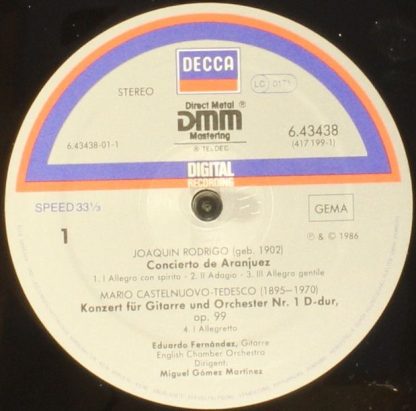 DECCA
STEREO
Direct Metal ®
DMM
Mastering
® TELDEC
6.43438-01-1
6.43438
(417 199-1)
DIGITAL
RECORDING
SPEED 33⅓
GEMA
1
℗ & © 1986
JOAQUIN RODRIGO (geb. 1902)
Concierto de Aranjuez
1. I Allegro con spirito - 2. II Adagio - 3. III Allegro gentile
MARIO CASTELNUOVO-TEDESCO (1895-1970)
Konzert für Gitarre und Orchester Nr. 1 D-dur,
op. 99
4. I Allegretto
Eduardo Fernández, Gitarre
English Chamber Orchestra
Dirigent:
Miguel Gómez Martínez